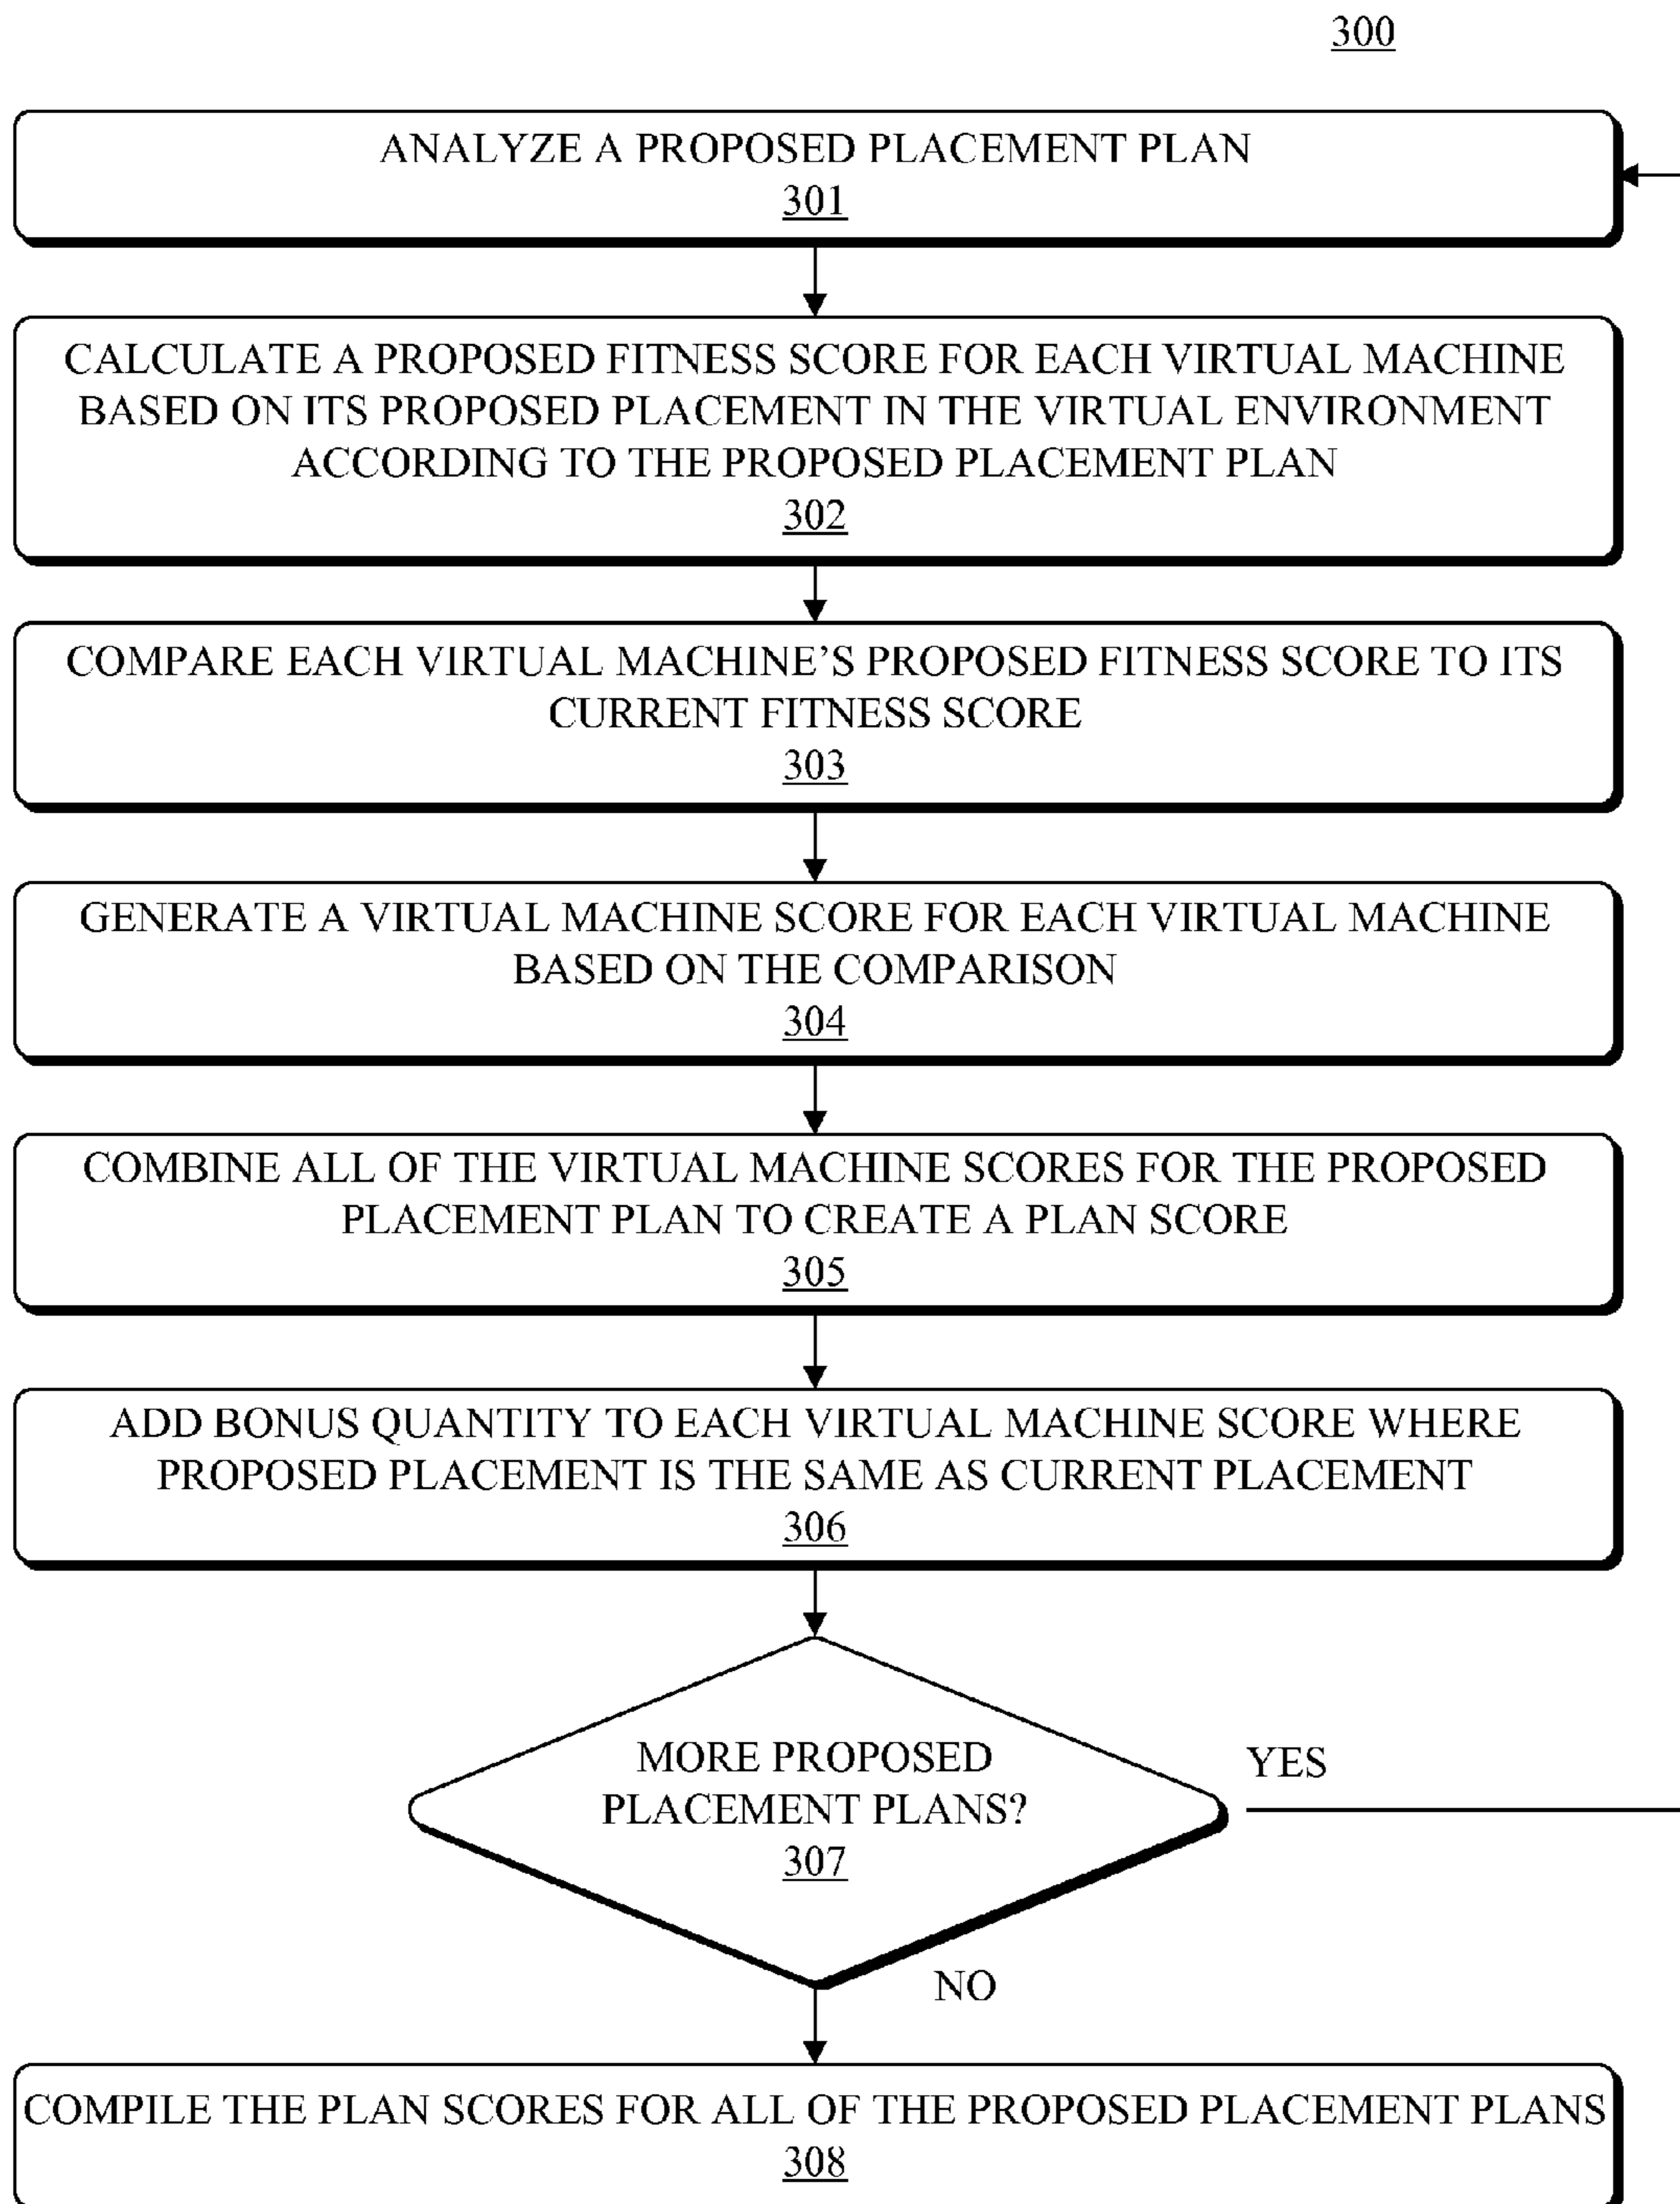 300
ANALYZE A PROPOSED PLACEMENT PLAN
301
CALCULATE A PROPOSED FITNESS SCORE FOR EACH VIRTUAL MACHINE
BASED ON ITS PROPOSED PLACEMENT IN THE VIRTUAL ENVIRONMENT
ACCORDING TO THE PROPOSED PLACEMENT PLAN
302
COMPARE EACH VIRTUAL MACHINE'S PROPOSED FITNESS SCORE TO ITS
CURRENT FITNESS SCORE
303
GENERATE A VIRTUAL MACHINE SCORE FOR EACH VIRTUAL MACHINE
BASED ON THE COMPARISON
304
COMBINE ALL OF THE VIRTUAL MACHINE SCORES FOR THE PROPOSED
PLACEMENT PLAN TO CREATE A PLAN SCORE
305
ADD BONUS QUANTITY TO EACH VIRTUAL MACHINE SCORE WHERE
PROPOSED PLACEMENT IS THE SAME AS CURRENT PLACEMENT
306
MORE PROPOSED
PLACEMENT PLANS?
307
YES
NO
COMPILE THE PLAN SCORES FOR ALL OF THE PROPOSED PLACEMENT PLANS
308